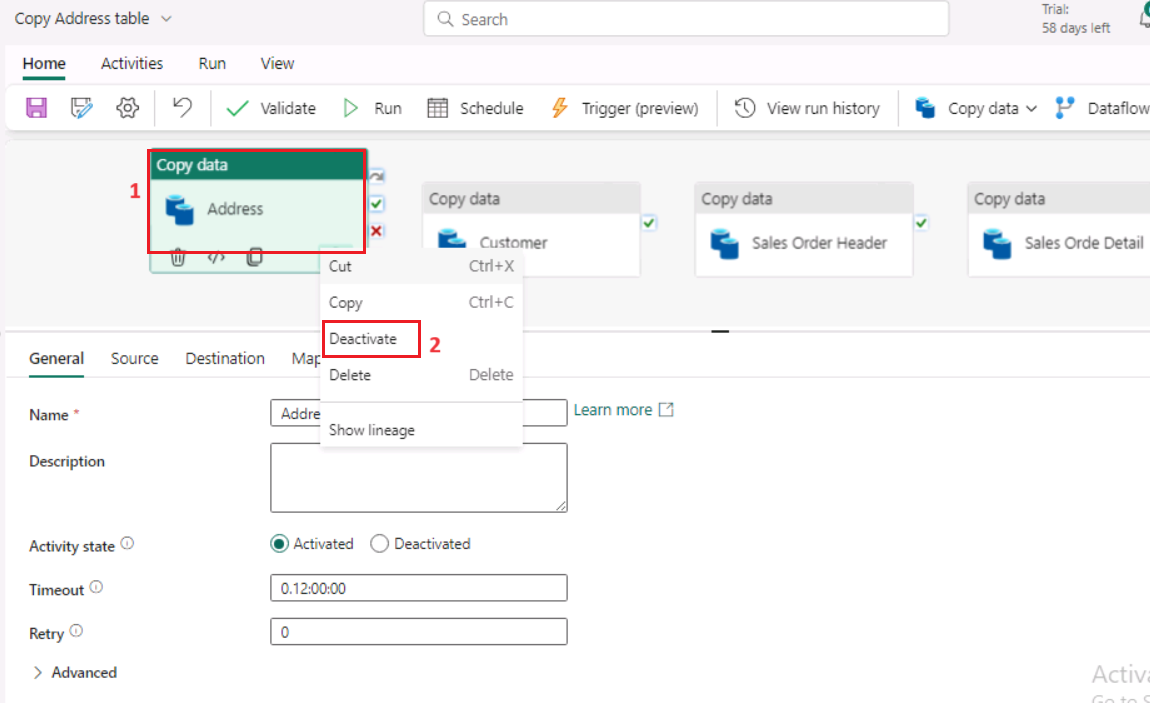 Copy Address table
Search
Trial:
58 days left
Home Activities Run View
Validate Run Schedule Trigger (preview) View run history Copy data Dataflow
1
Copy data
Address
Copy data
Customer
Copy data
Sales Order Header
Copy data
Sales Orde Detail
Cut Ctrl+X
Copy Ctrl+C
Deactivate 2
Delete Delete
Show lineage
General Source Destination Map
Name * Addre Learn more
Description
Activity state Activated Deactivated
Timeout 0.12:00:00
Retry 0
Advanced
Activa
Go to S